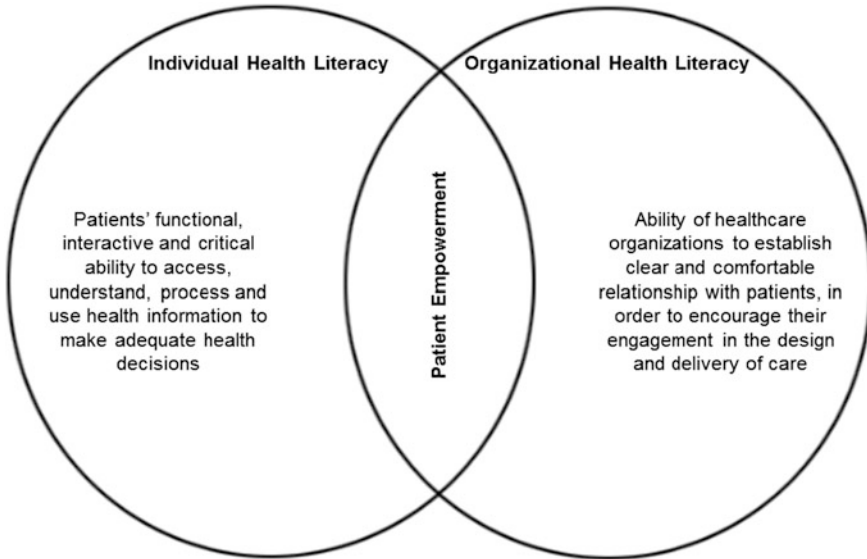 Individual Health Literacy
Organizational Health Literacy
Patients' functional,
interactive and critical
ability to access,
understand, process and
use health information to
make adequate health
decisions
Patient Empowerment
Ability of healthcare
organizations to establish
clear and comfortable
relationship with patients, in
order to encourage their
engagement in the design
and delivery of care